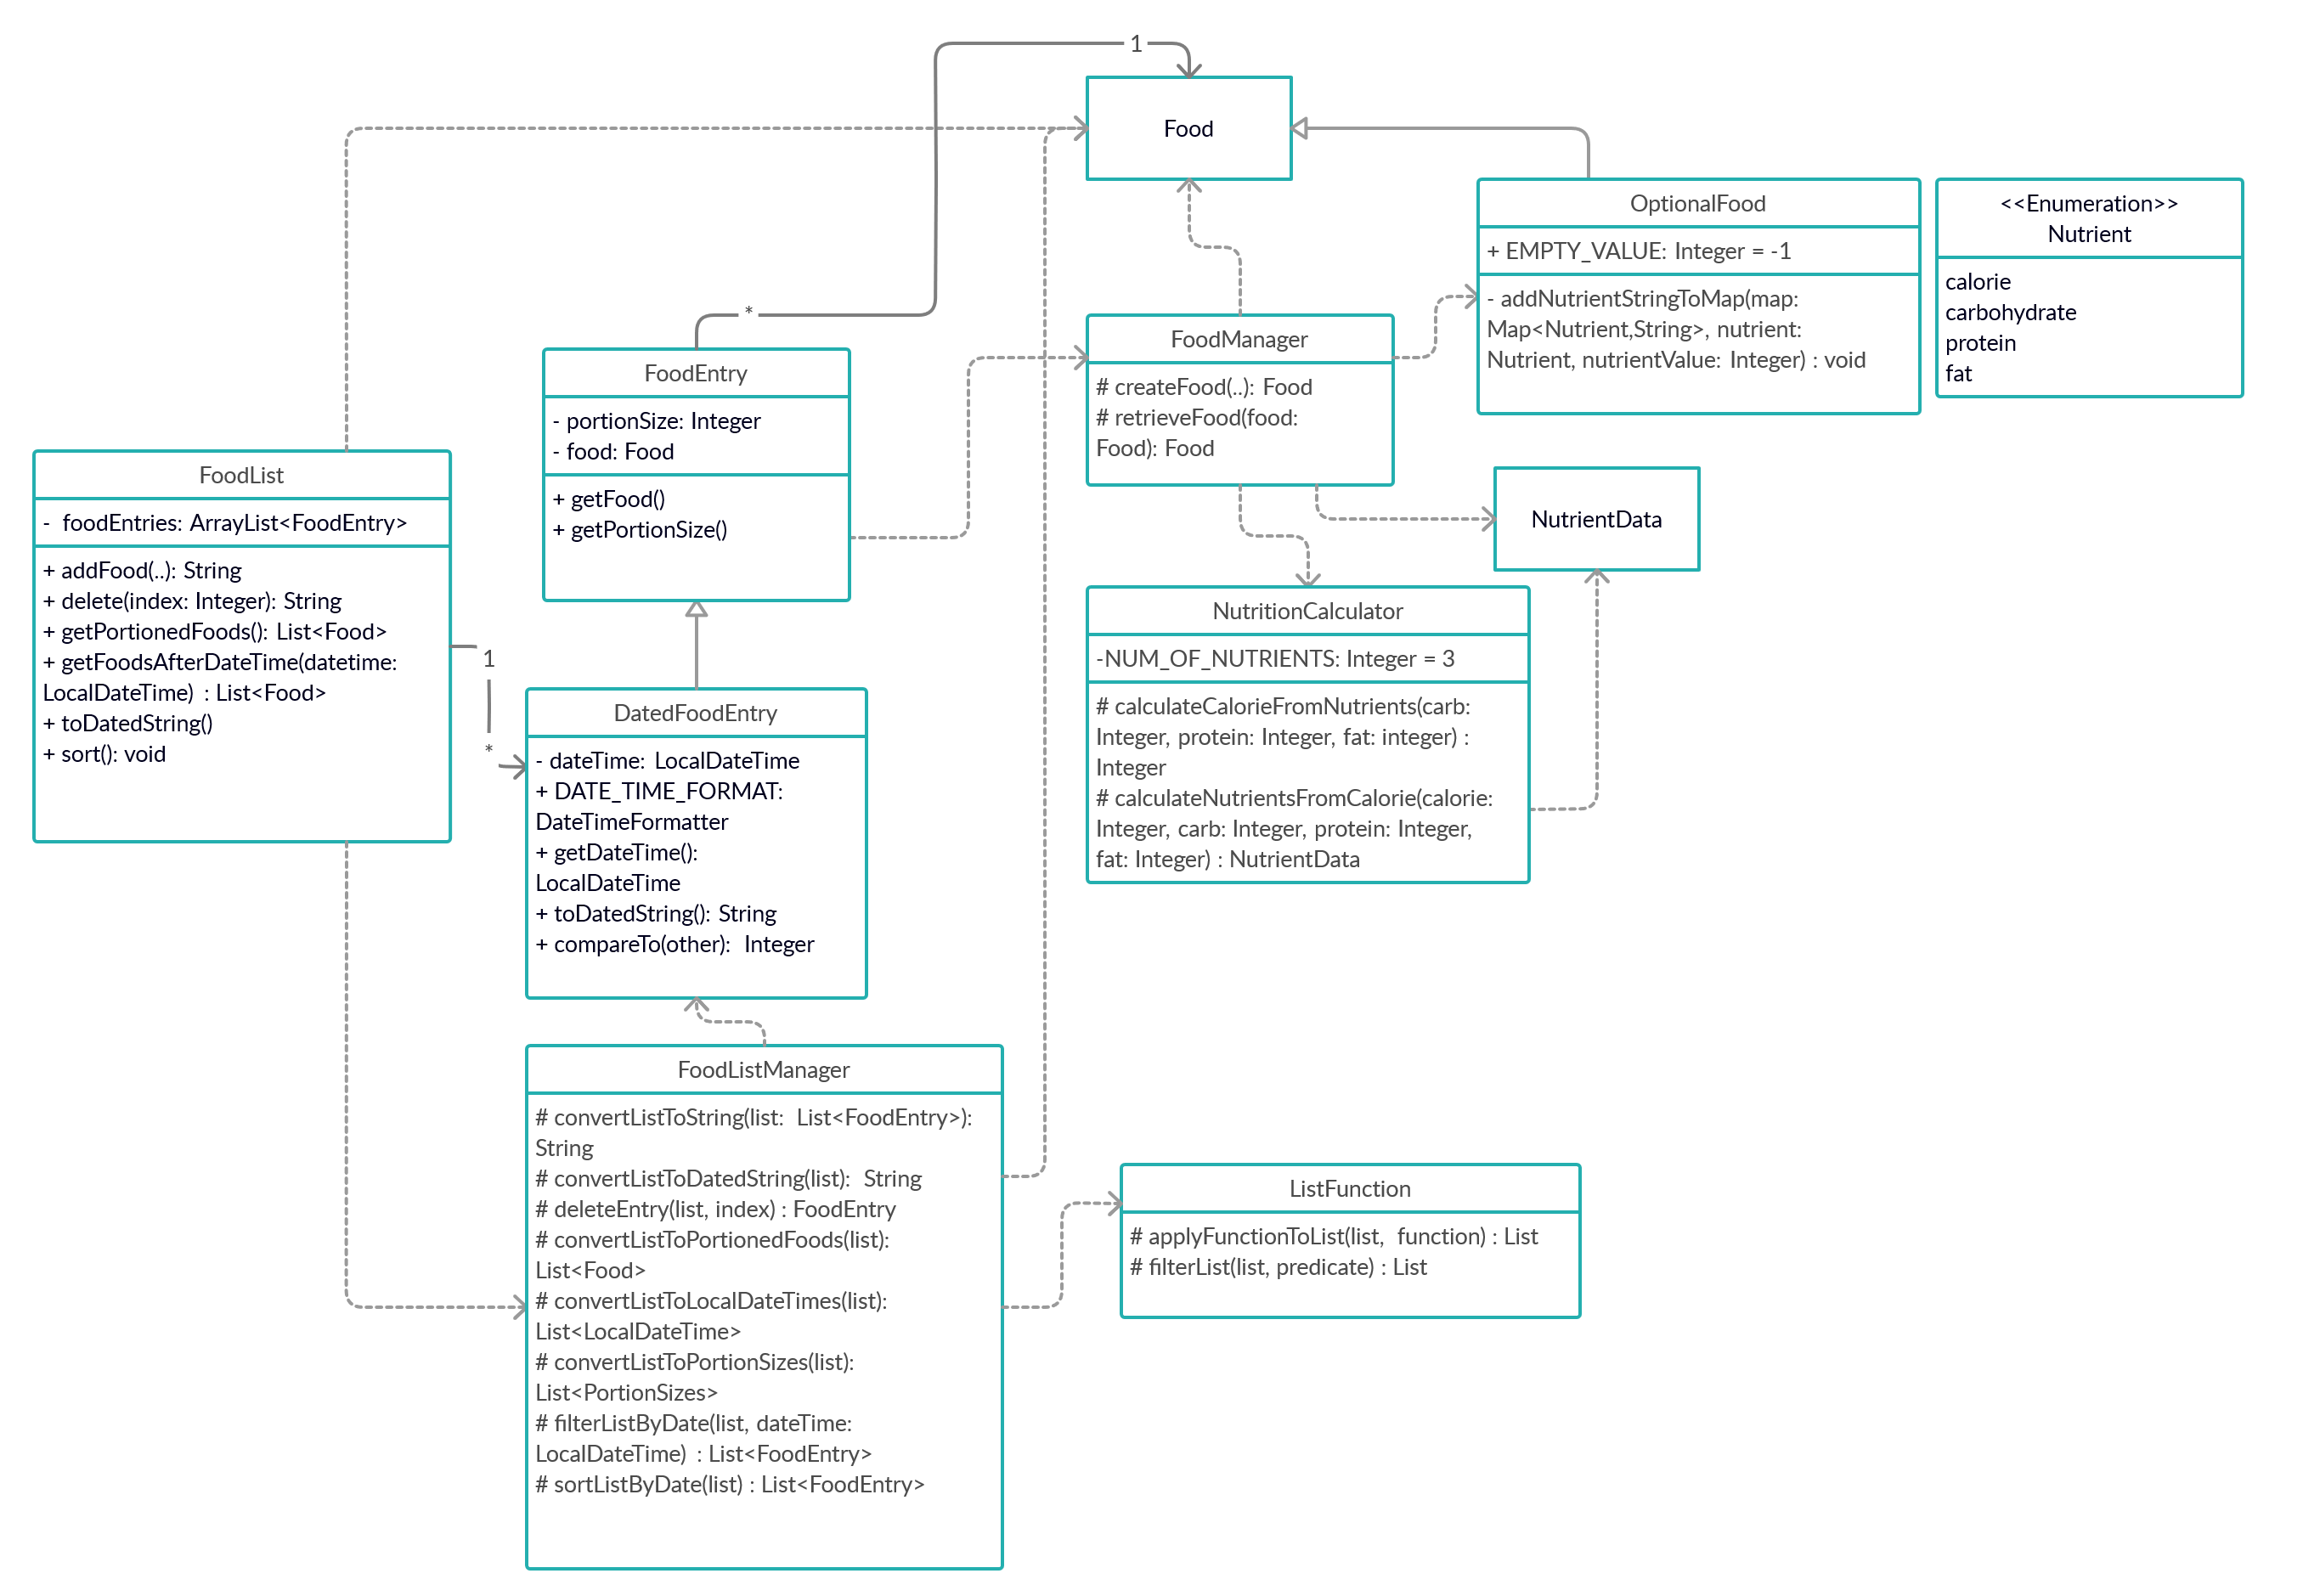 1
Food
OptionalFood
+ EMPTY_VALUE: Integer = -1
- addNutrientStringToMap(map:
Map<Nutrient,String>, nutrient:
Nutrient, nutrientValue: Integer) : void
<<Enumeration>>
Nutrient
calorie
carbohydrate
protein
fat
*
FoodEntry
- portionSize: Integer
- food: Food
+ getFood()
+ getPortionSize()
FoodManager
# createFood(..): Food
# retrieveFood(food:
Food): Food
FoodList
- foodEntries: ArrayList<FoodEntry>
+ addFood(..): String
+ delete(index: Integer): String
+ getPortionedFoods(): List<Food>
+ getFoodsAfterDateTime(datetime:
LocalDateTime) : List<Food>
+ toDatedString()
+ sort(): void
1
*
NutrientData
NutritionCalculator
-NUM_OF_NUTRIENTS: Integer = 3
# calculateCalorieFromNutrients(carb:
Integer, protein: Integer, fat: integer) :
Integer
# calculateNutrientsFromCalorie(calorie:
Integer, carb: Integer, protein: Integer,
fat: Integer) : NutrientData
DatedFoodEntry
- dateTime: LocalDateTime
+ DATE_TIME_FORMAT:
DateTimeFormatter
+ getDateTime():
LocalDateTime
+ toDatedString(): String
+ compareTo(other): Integer
FoodListManager
# convertListToString(list: List<FoodEntry>):
String
# convertListToDatedString(list): String
# deleteEntry(list, index) : FoodEntry
# convertListToPortionedFoods(list):
List<Food>
# convertListToLocalDateTimes(list):
List<LocalDateTime>
# convertListToPortionSizes(list):
List<PortionSizes>
# filterListByDate(list, dateTime:
LocalDateTime) : List<FoodEntry>
# sortListByDate(list) : List<FoodEntry>
ListFunction
# applyFunctionToList(list, function) : List
# filterList(list, predicate) : List